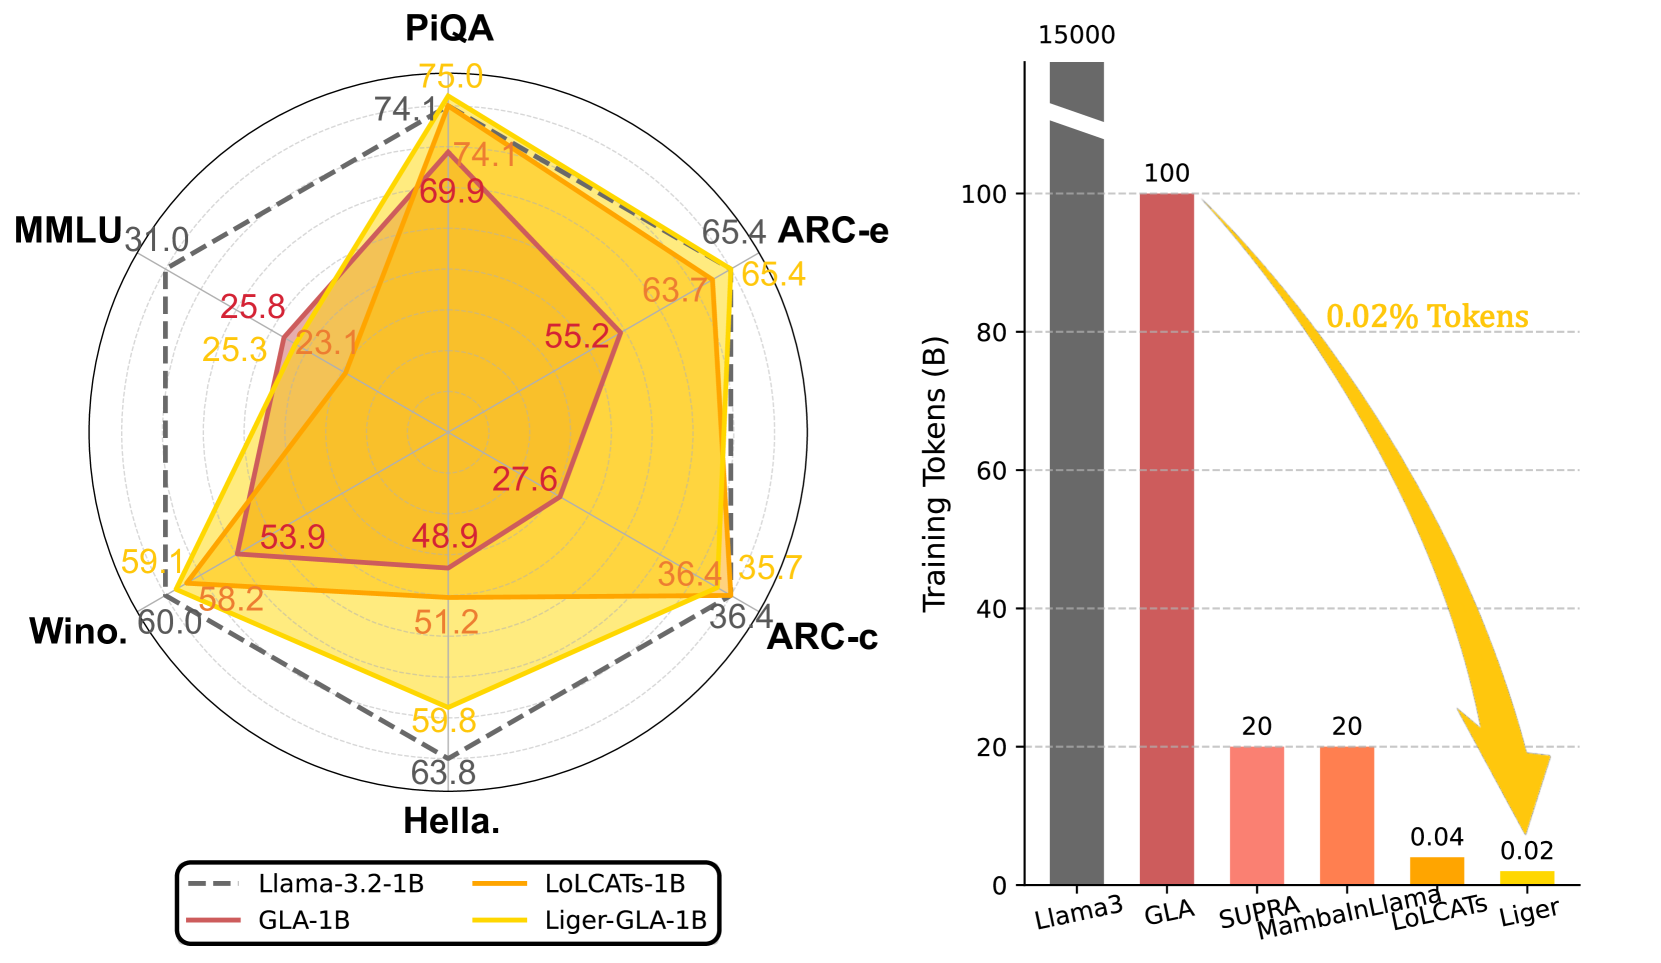 PiQA
75.0
74.1
74.1
69.9
MMLU
31.0
65.4
ARC-e
65.4
63.7
25.8
25.3
23.1
55.2
27.6
53.9
48.9
59.1
58.2
60.0
Wino.
51.2
36.4
35.7
36.4
ARC-c
59.8
63.8
Hella.
Llama-3.2-1B
LoLCATs-1B
GLA-1B
Liger-GLA-1B
15000
100
20
20
0.04
0.02
0.02% Tokens
Training Tokens (B)
100
80
60
40
20
0
Llama3
GLA
SUPRA
MambaInLlama
LoLCATs
Liger